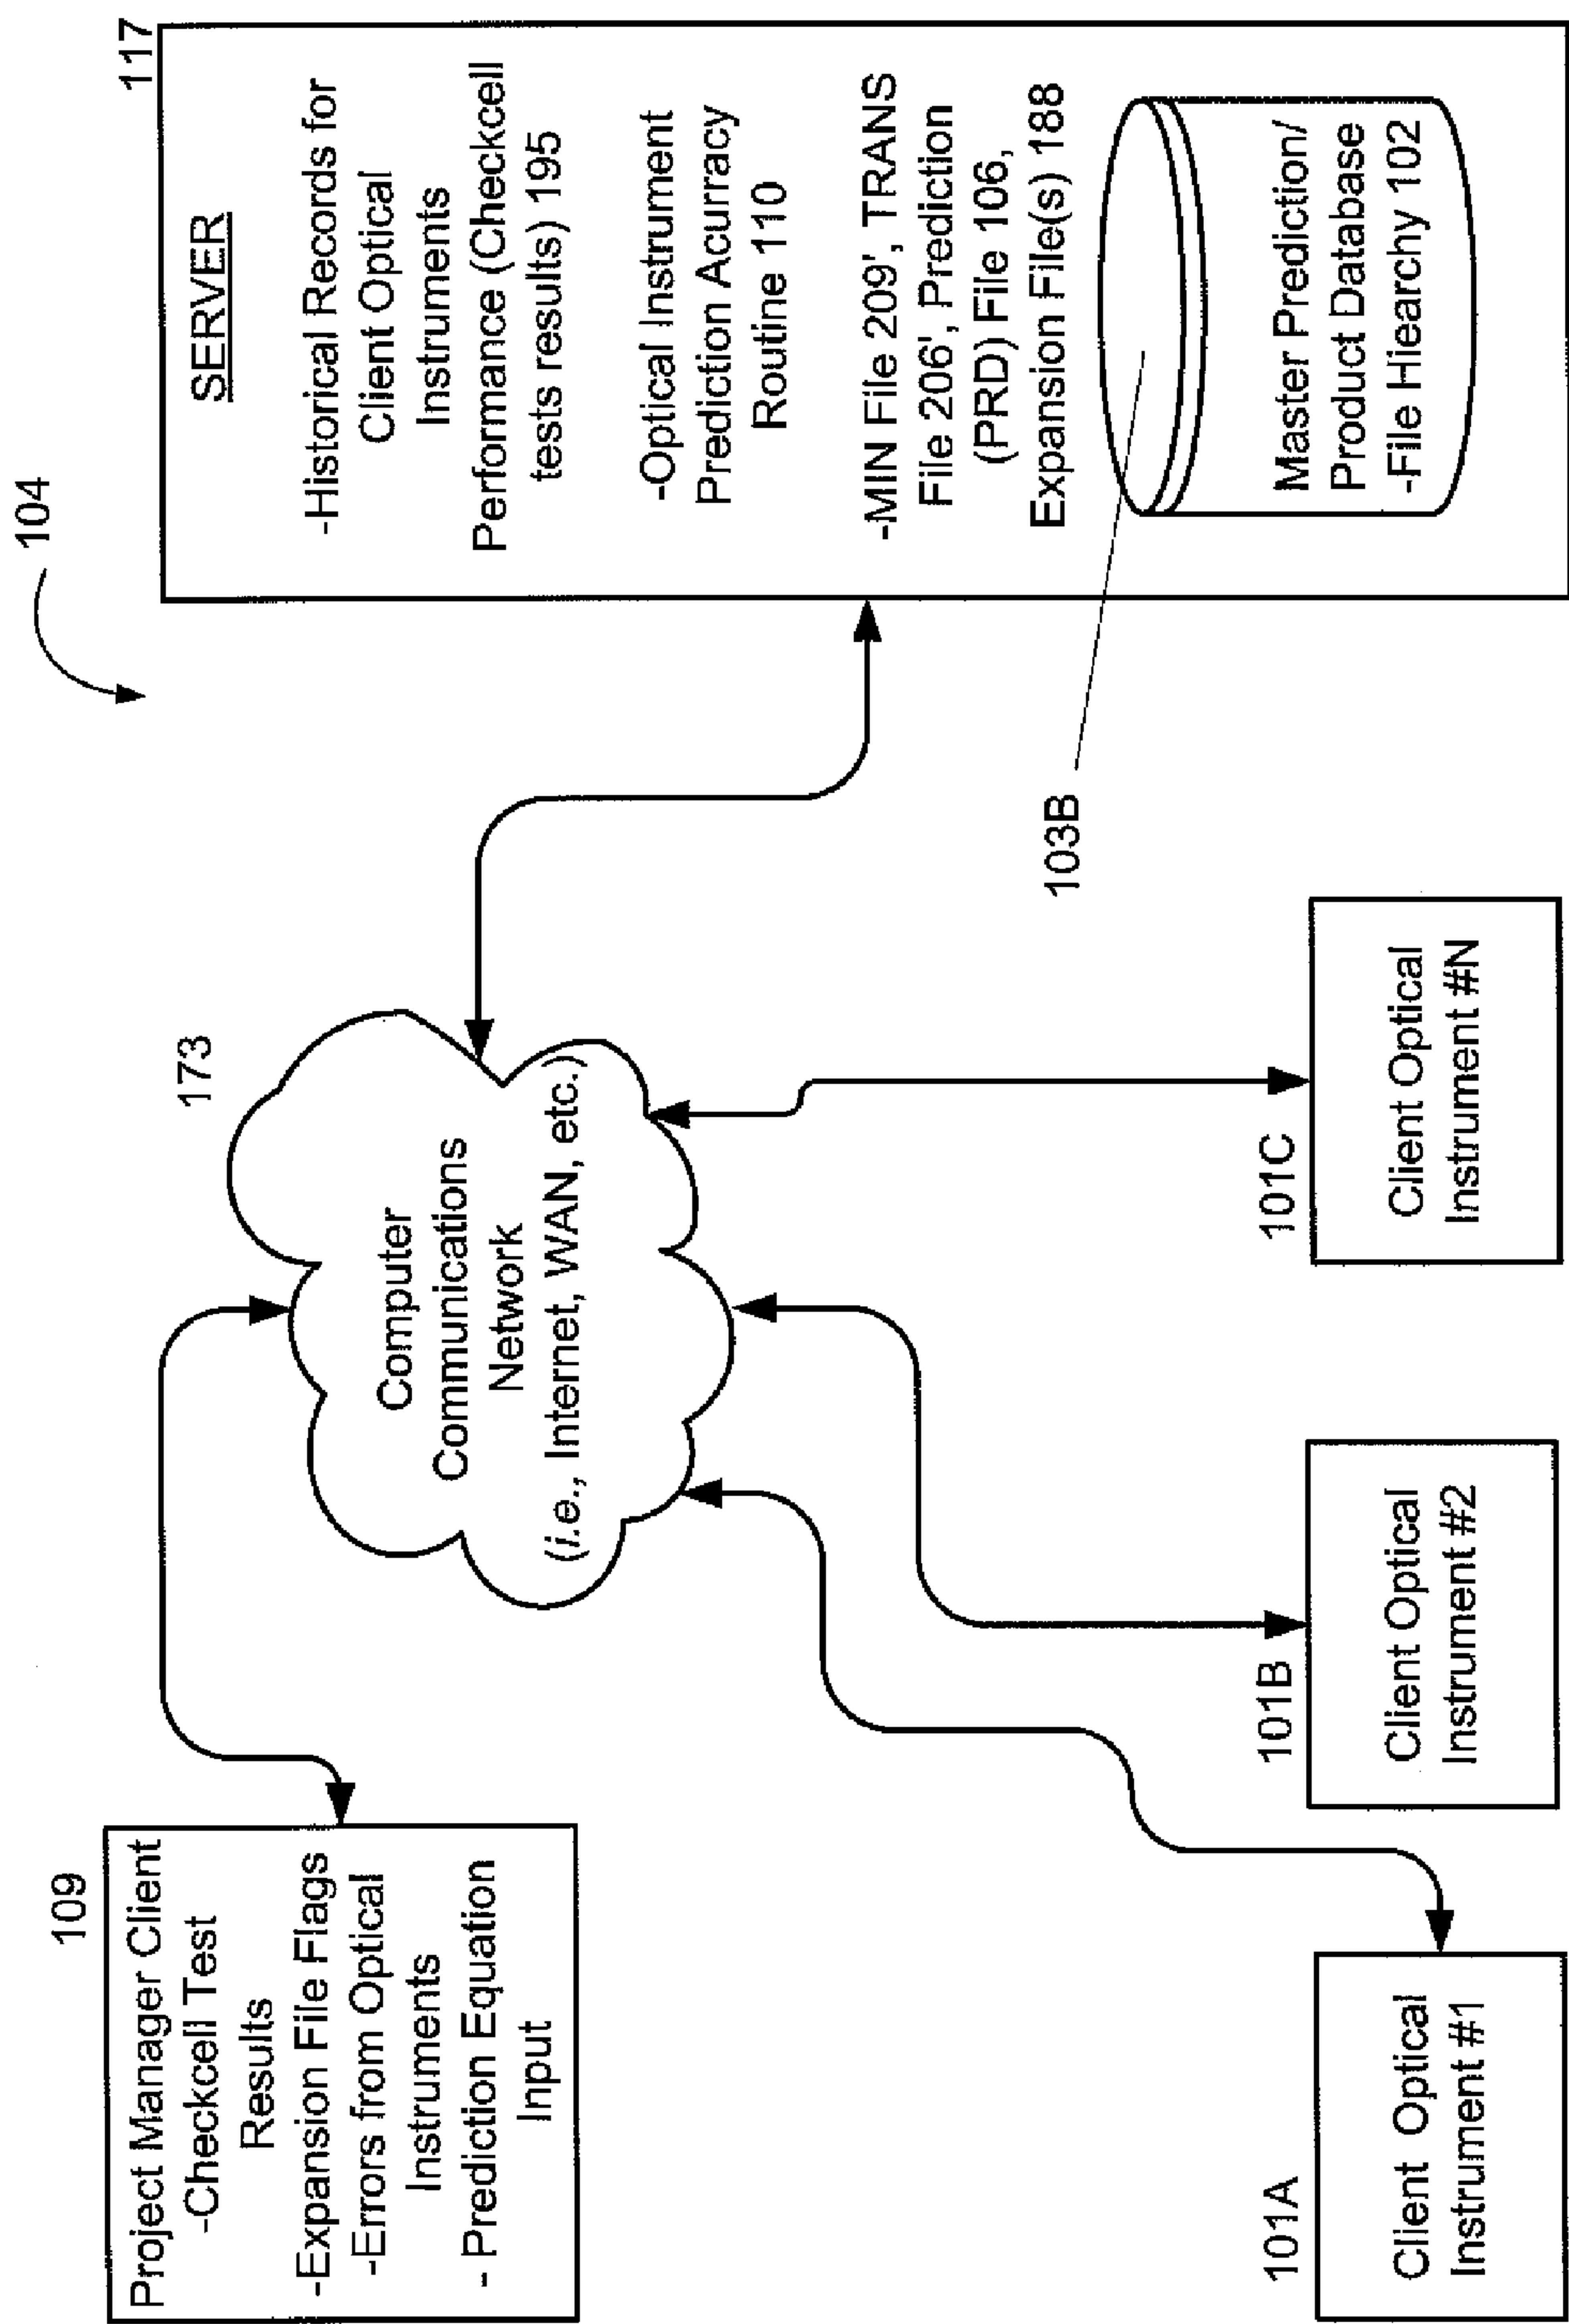 104
117
SERVER
-Historical Records for
Client Optical
Instruments
Performance (Checkcell
tests results) 195
-Optical Instrument
Prediction Acurracy
Routine 110
-MIN File 209', TRANS
File 206', Prediction
(PRD) File 106,
Expansion File(s) 188
Master Prediction/
Product Database
-File Hiearchy 102
103B
173
Computer
Communications
Network
(i.e., Internet, WAN, etc.)
109
Project Manager Client
-Checkcell Test
Results
-Expansion File Flags
-Errors from Optical
Instruments
- Prediction Equation
Input
101A
Client Optical
Instrument #1
101B
Client Optical
Instrument #2
101C
Client Optical
Instrument #N